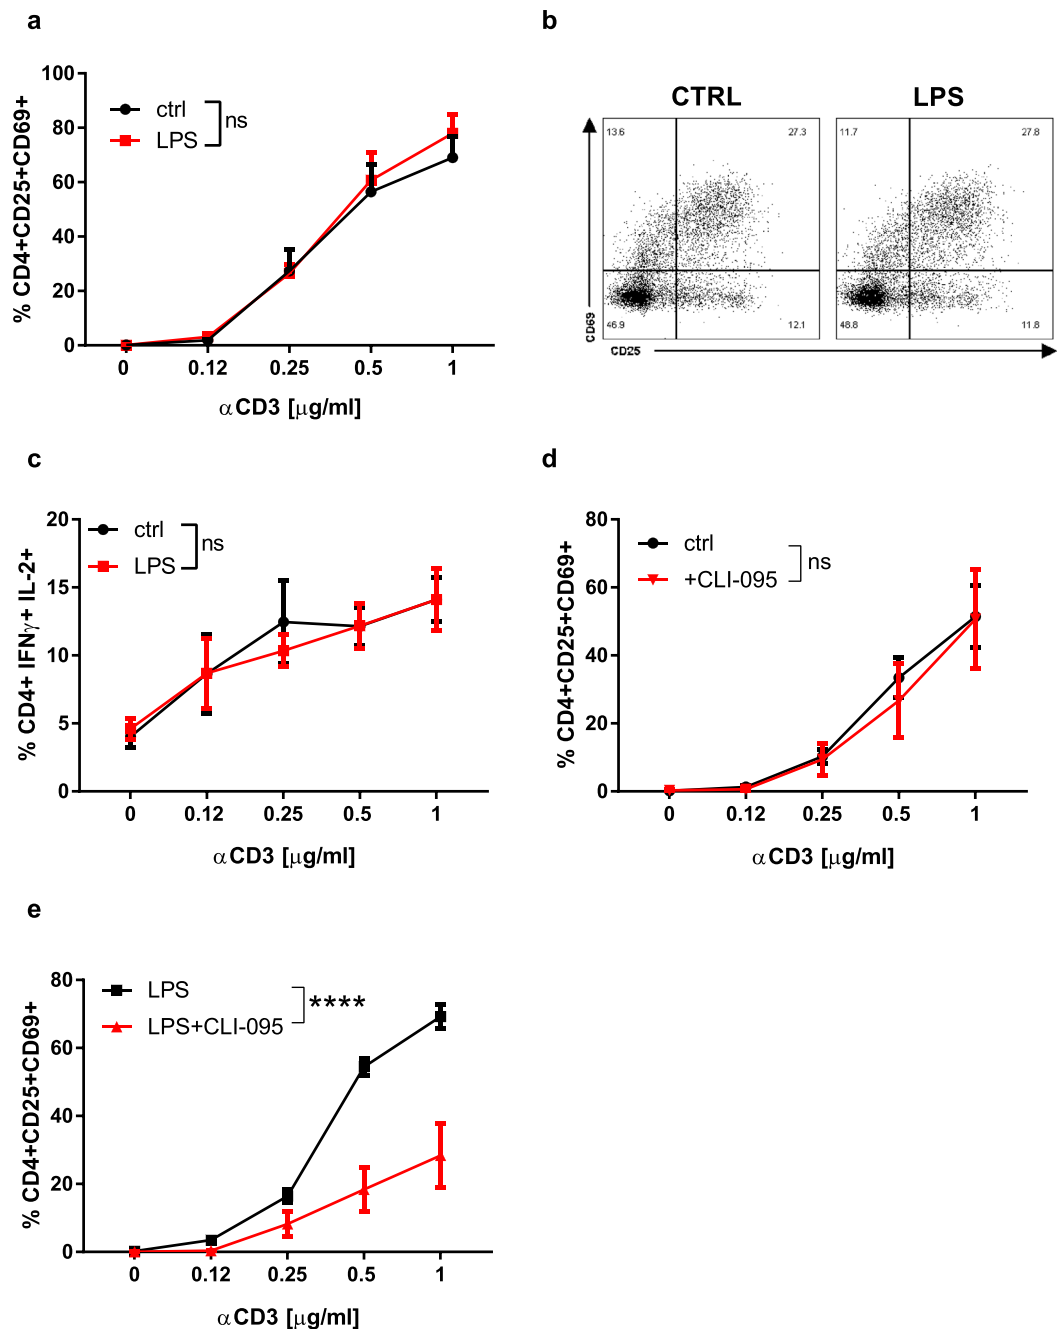 a
100
80
60
40
20
0
% CD4+CD25+CD69+
ctrl
LPS
ns
0 0.12 0.25 0.5 1
αCD3 [μg/ml]
b
CTRL LPS
13.6 27.3
46.9 12.1
11.7 27.8
48.8 11.8
CD69
CD25
c
20
15
10
5
0
% CD4+ IFNγ+ IL-2+
ctrl
LPS
ns
0 0.12 0.25 0.5 1
αCD3 [μg/ml]
d
80
60
40
20
0
% CD4+CD25+CD69+
ctrl
+CLI-095
ns
0 0.12 0.25 0.5 1
αCD3 [μg/ml]
e
80
60
40
20
0
% CD4+CD25+CD69+
LPS
LPS+CLI-095
****
0 0.12 0.25 0.5 1
αCD3 [μg/ml]